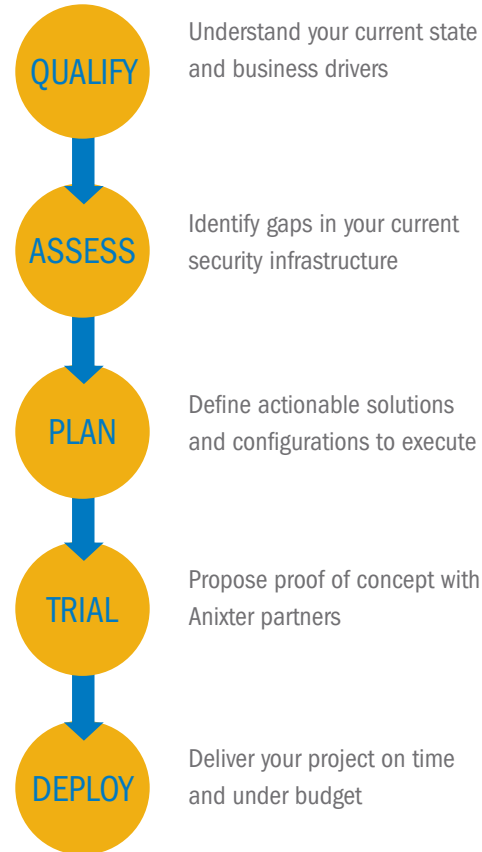 QUALIFY
Understand your current state
and business drivers
ASSESS
Identify gaps in your current
security infrastructure
PLAN
Define actionable solutions
and configurations to execute
TRIAL
Propose proof of concept with
Anixter partners
DEPLOY
Deliver your project on time
and under budget